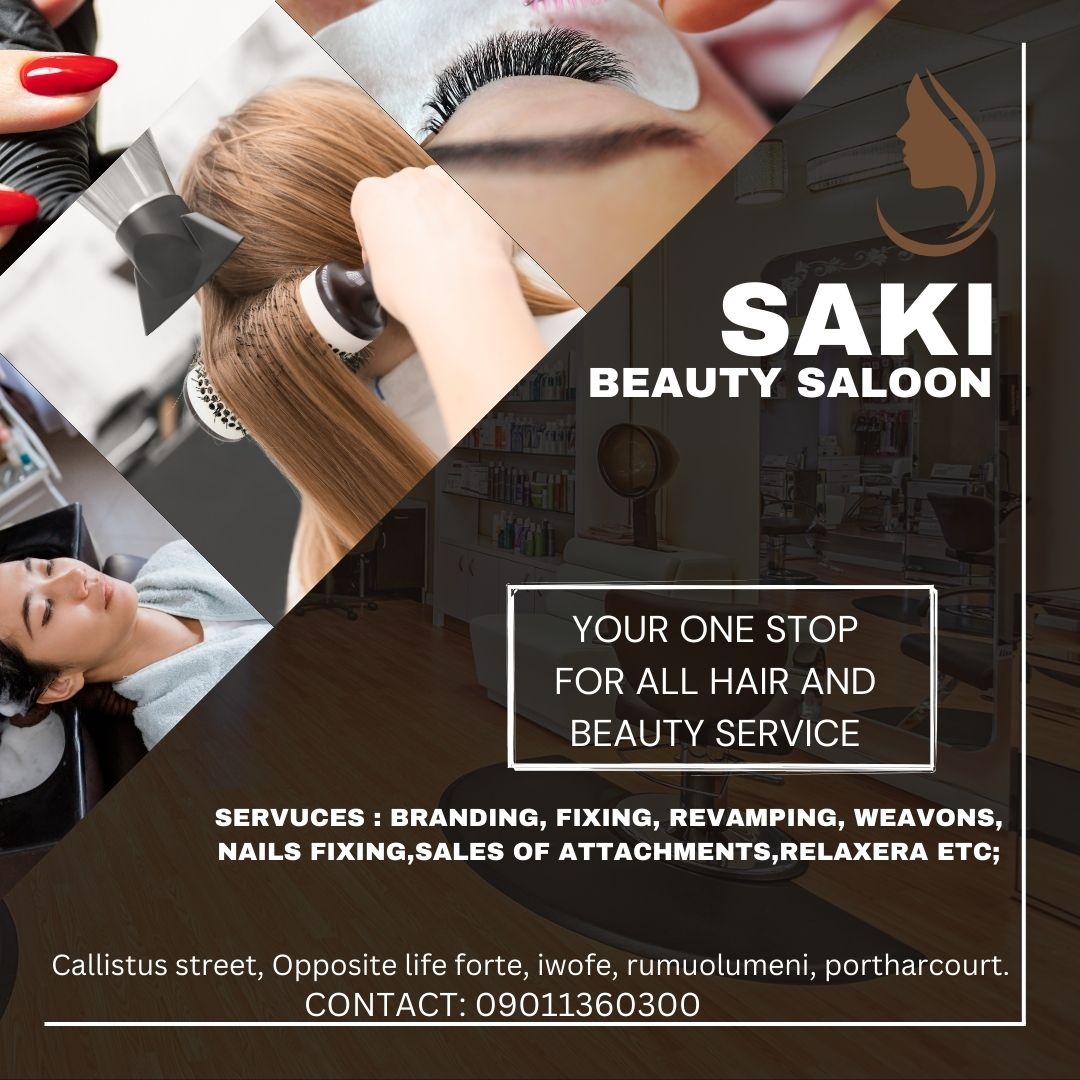 SAKI
BEAUTY SALOON
YOUR ONE STOP
FOR ALL HAIR AND
BEAUTY SERVICE
SERVUCES : BRANDING, FIXING, REVAMPING, WEAVONS,
NAILS FIXING,SALES OF ATTACHMENTS,RELAXERA ETC;
Callistus street, Opposite life forte, iwofe, rumuolumeni, portharcourt.
CONTACT: 09011360300